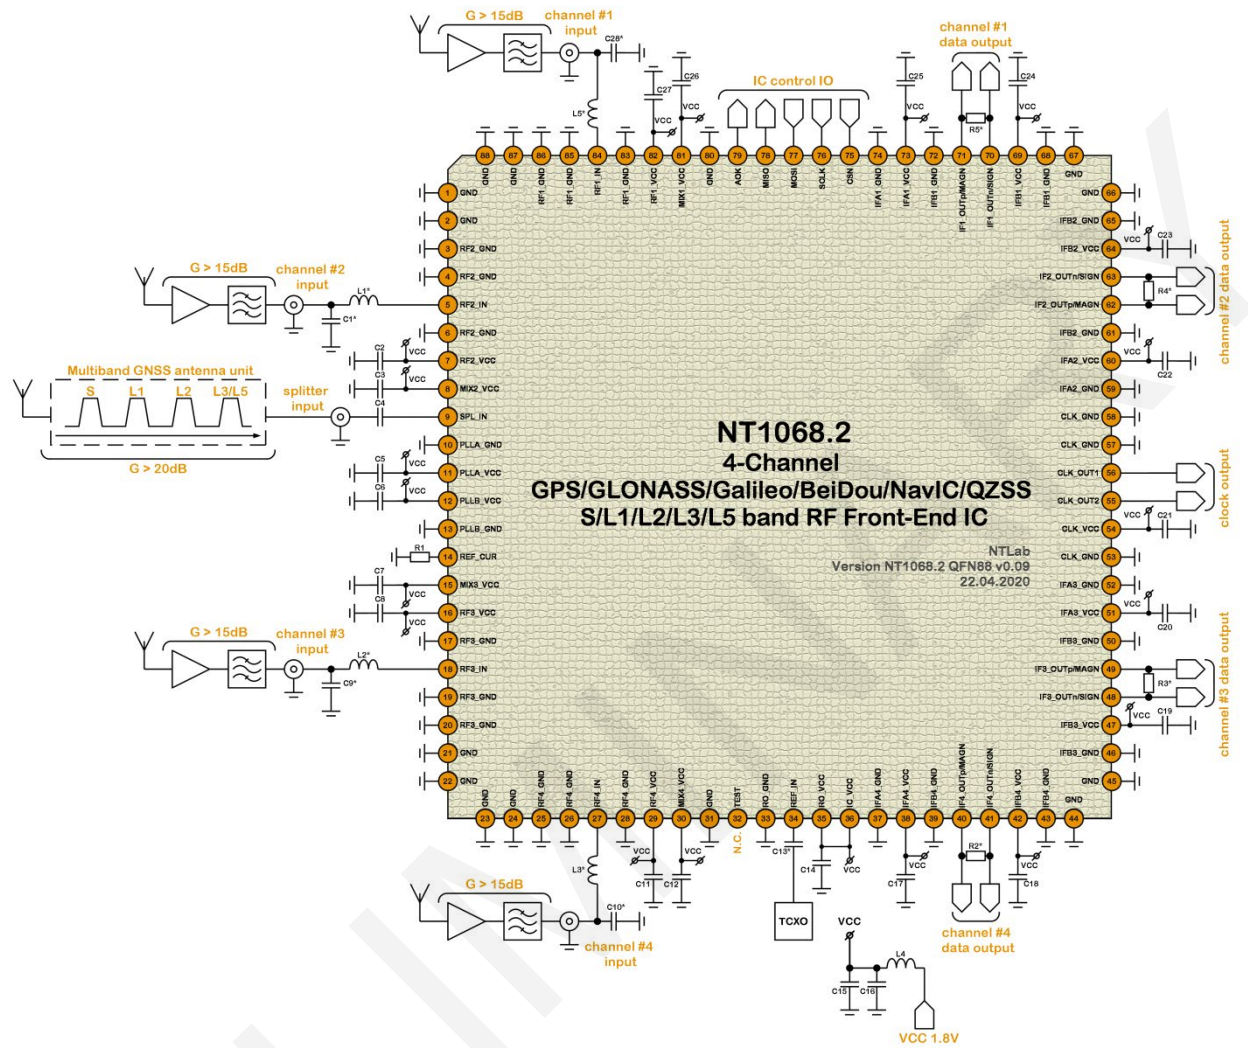 G > 15dB
channel #1
input
C28*
L5*
C27
VCC
C26
VCC
IC control IO
C25
VCC
channel #1
data output
R5*
C24
VCC
88
87
86
85
84
83
82
81
80
79
78
77
76
75
74
73
72
71
70
69
68
67
GND
GND
RF1_GND
RF1_GND
RF1_IN
RF1_GND
RF1_VCC
MIX1_VCC
GND
AOK
MISO
MOSI
SCLK
CSN
IFA1_GND
IFA1_VCC
IFB1_GND
IF1_OUTp/MAGN
IF1_OUTn/SIGN
IFB1_VCC
IFB1_GND
GND
1 GND
2 GND
3 RF2_GND
4 RF2_GND
G > 15dB
channel #2
input
L1*
C1*
5 RF2_IN
6 RF2_GND
C2 VCC
7 RF2_VCC
C3 VCC
8 MIX2_VCC
Multiband GNSS antenna unit
S L1 L2 L3/L5
G > 20dB
splitter
input
C4
9 SPL_IN
10 PLLA_GND
C5 VCC
11 PLLA_VCC
C6 VCC
12 PLLB_VCC
13 PLLB_GND
R1
14 REF_CUR
C7
VCC
15 MIX3_VCC
C8
VCC
16 RF3_VCC
17 RF3_GND
G > 15dB
channel #3
input
L2*
C9*
18 RF3_IN
19 RF3_GND
20 RF3_GND
21 GND
22 GND
NT1068.2
4-Channel
GPS/GLONASS/Galileo/BeiDou/NavIC/QZSS
S/L1/L2/L3/L5 band RF Front-End IC
NTLab
Version NT1068.2 QFN88 v0.09
22.04.2020
GND 66
IFB2_GND 65
VCC C23
IFB2_VCC 64
IF2_OUTn/SIGN 63
R4*
IF2_OUTp/MAGN 62
channel #2 data output
IFB2_GND 61
VCC
IFA2_VCC 60
C22
IFA2_GND 59
CLK_GND 58
CLK_GND 57
CLK_OUT1 56
CLK_OUT2 55
clock output
VCC C21
CLK_VCC 54
CLK_GND 53
IFA3_GND 52
VCC
IFA3_VCC 51
C20
IFB3_GND 50
IF3_OUTp/MAGN 49
R3*
IF3_OUTn/SIGN 48
channel #3 data output
C19
VCC
IFB3_VCC 47
IFB3_GND 46
GND 45
GND
GND
RF4_GND
RF4_GND
RF4_IN
RF4_GND
RF4_VCC
MIX4_VCC
GND
TEST
RO_GND
REF_IN
RO_VCC
IC_VCC
IFA4_GND
IFA4_VCC
IFB4_GND
IF4_OUTp/MAGN
IF4_OUTn/SIGN
IFB4_VCC
IFB4_GND
GND
23
24
25
26
27
28
29
30
31
32
33
34
35
36
37
38
39
40
41
42
43
44
N.C.
G > 15dB
L3*
C10*
channel #4
input
VCC
C11
VCC
C12
C13*
TCXO
C14
VCC
VCC
C17
R2*
channel #4
data output
VCC
C18
VCC
L4
C15
C16
VCC 1.8V